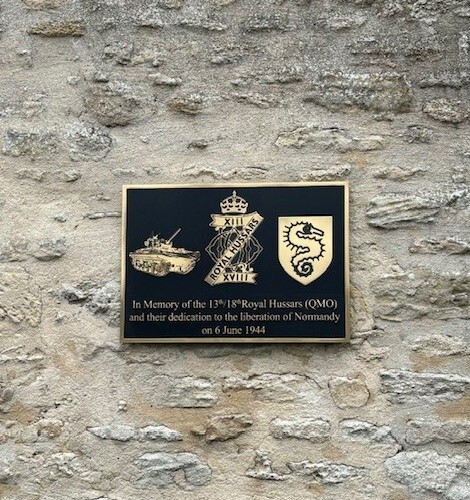 XIII
ROYAL HUSSARS
XVIII
In Memory of the 13th/18th Royal Hussars (QMO)
and their dedication to the liberation of Normandy
on 6 June 1944